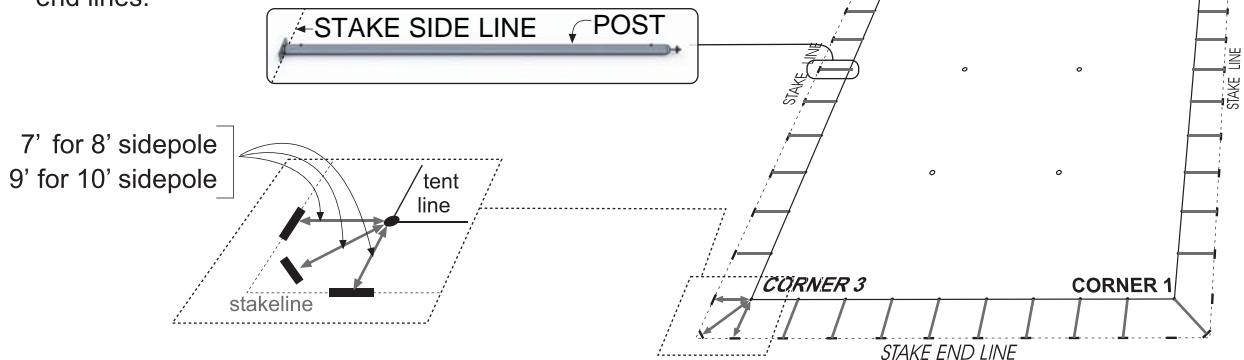 end lines.
STAKE SIDE LINE
POST
STAKE LINE
STAKE LINE
7’ for 8’ sidepole
9’ for 10’ sidepole
tent
line
stakeline
CORNER 3
CORNER 1
STAKE END LINE